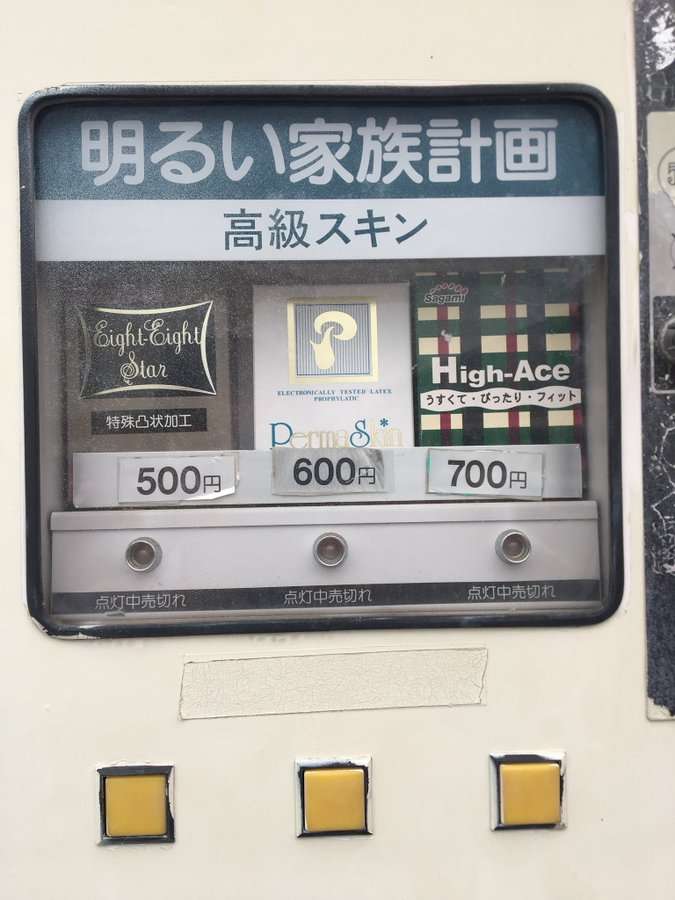 明るい家族計画
高級スキン
Eight-Eight
Star
特殊凸状加工
ELECTRONICALLY TESTED LATEX
PROPHYLATIC
PermaSkin
Sagami
High-Ace
うすくて・ぴったり・フィット
500円
600円
700円
点灯中売切れ
点灯中売切れ
点灯中売切れ